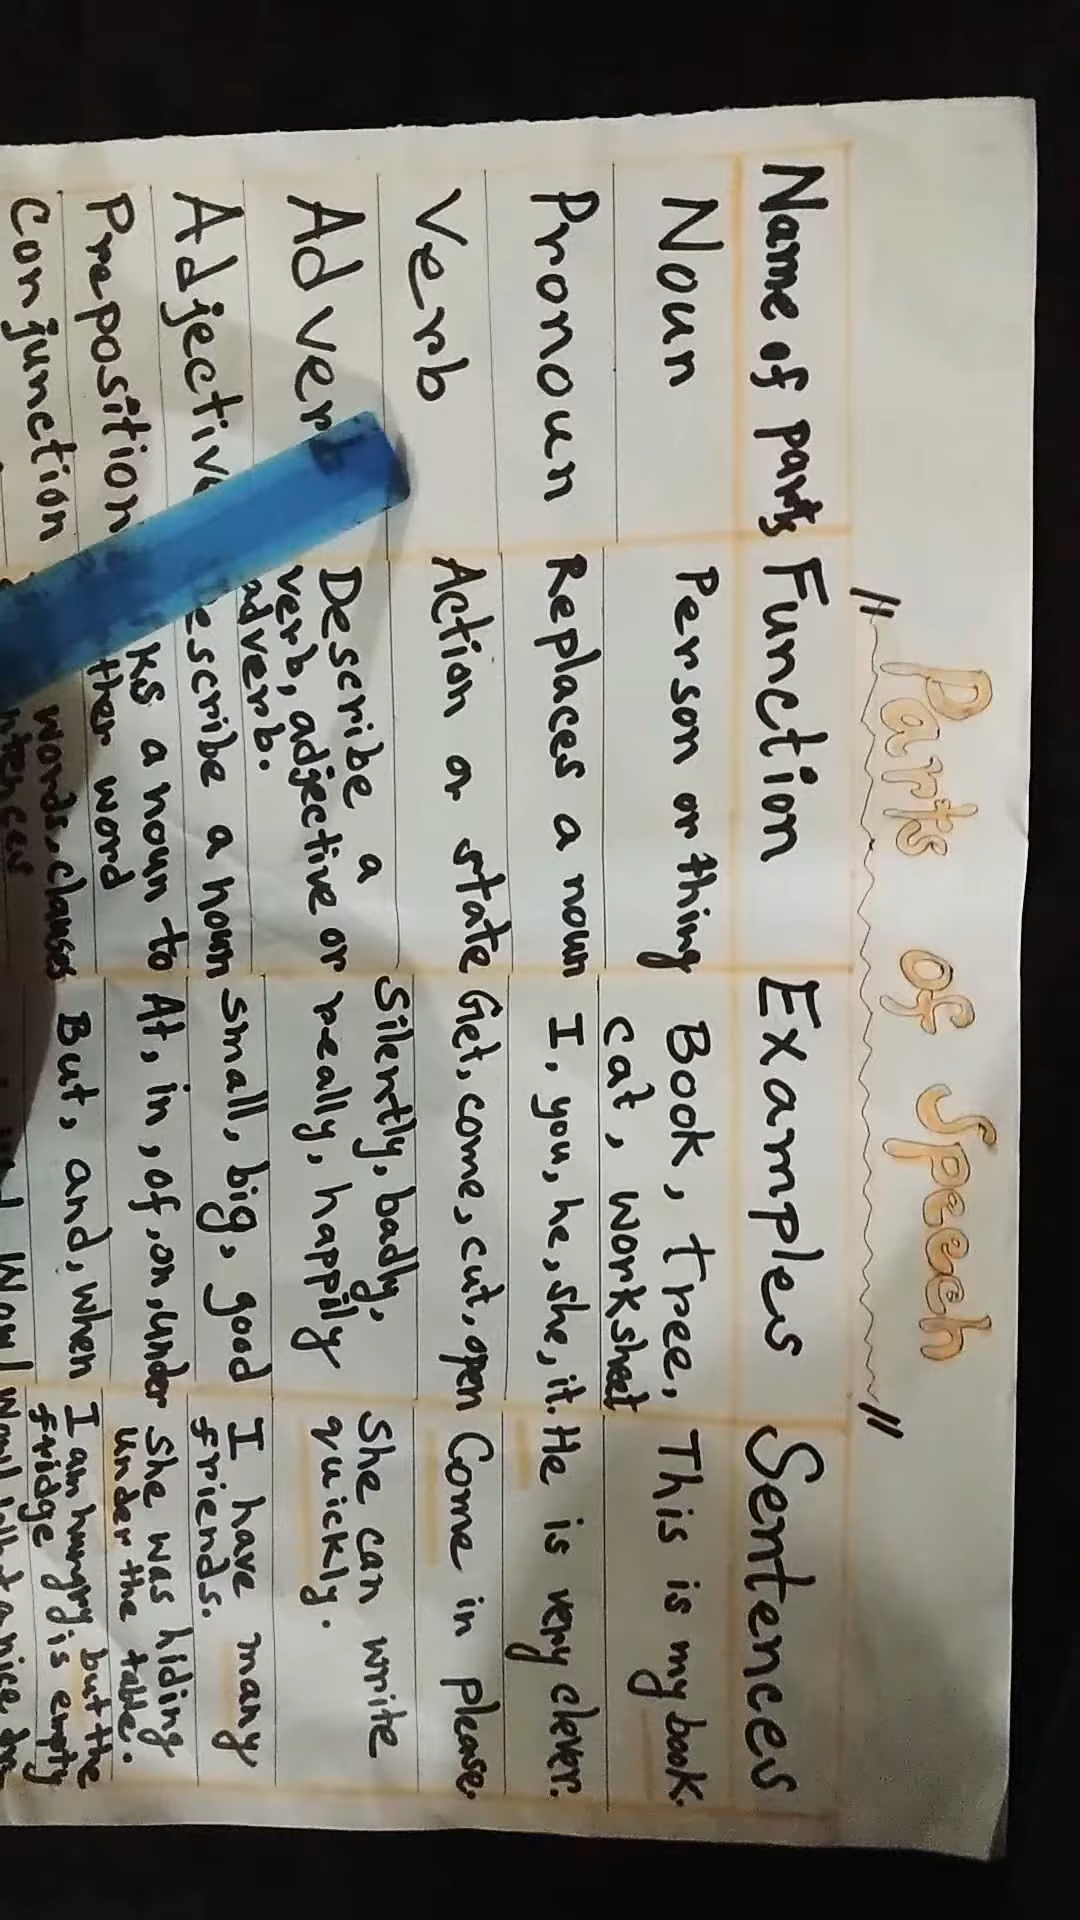 "Parts of Speech"
Name of parts Function Examples Sentences
Noun Person or thing Book, tree, This is my book.
cat, worksheet
Pronoun Replaces a noun I, you, he, she, it. He is very clever.
Verb Action or state Get, come, cut, open Come in please.
Adver Describe a Silently, badly, She can write
verb, adjective or really, happily quickly.
adverb.
Adjective escribe a noun small, big, good I have many
friends.
Preposition ks a noun to At, in, of, on, under She was hiding
ther word under the table.
Conjunction words, clauses But, and, when I am hungry but the
fridge is empty